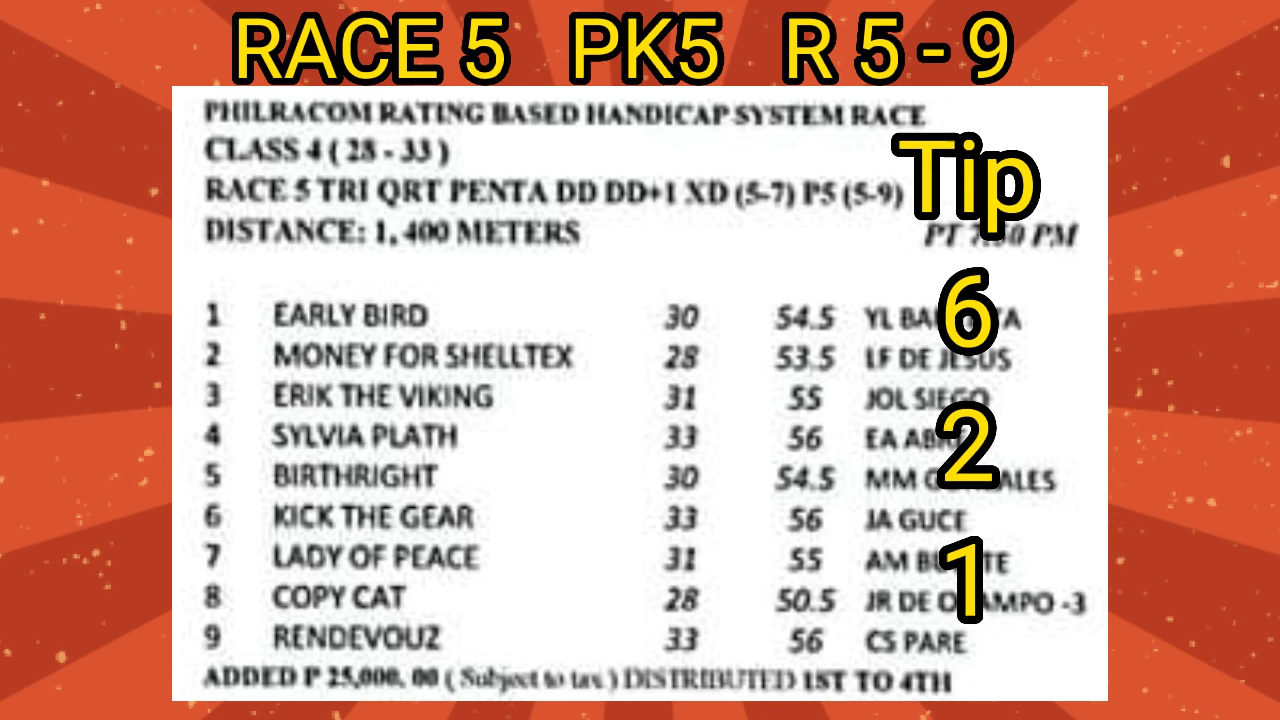 RACE 5 PK5 R 5 - 9
PHILRACOM RATING BASED HANDICAP SYSTEM RACE
CLASS 4 ( 28 - 33 )
RACE 5 TRI QRT PENTA DD DD+1 XD (5-7) P5 (5-9)
Tip
DISTANCE: 1, 400 METERS PT PM
1 EARLY BIRD 30 54.5 YL
6
2 MONEY FOR SHELLTEX 28 53.5 LF DE JESUS
3 ERIK THE VIKING 31 55 JOL SIEGO
4 SYLVIA PLATH 33 56 EA
2
5 BIRTHRIGHT 30 54.5 MM
6 KICK THE GEAR 33 56 JA GUCE
7 LADY OF PEACE 31 55 AM
1
8 COPY CAT 28 50.5 JR DE OCAMPO -3
9 RENDEVOUZ 33 56 CS PARE
ADDED P 25,000. 00 ( Subject to tax ) DISTRIBUTED 1ST TO 4TH